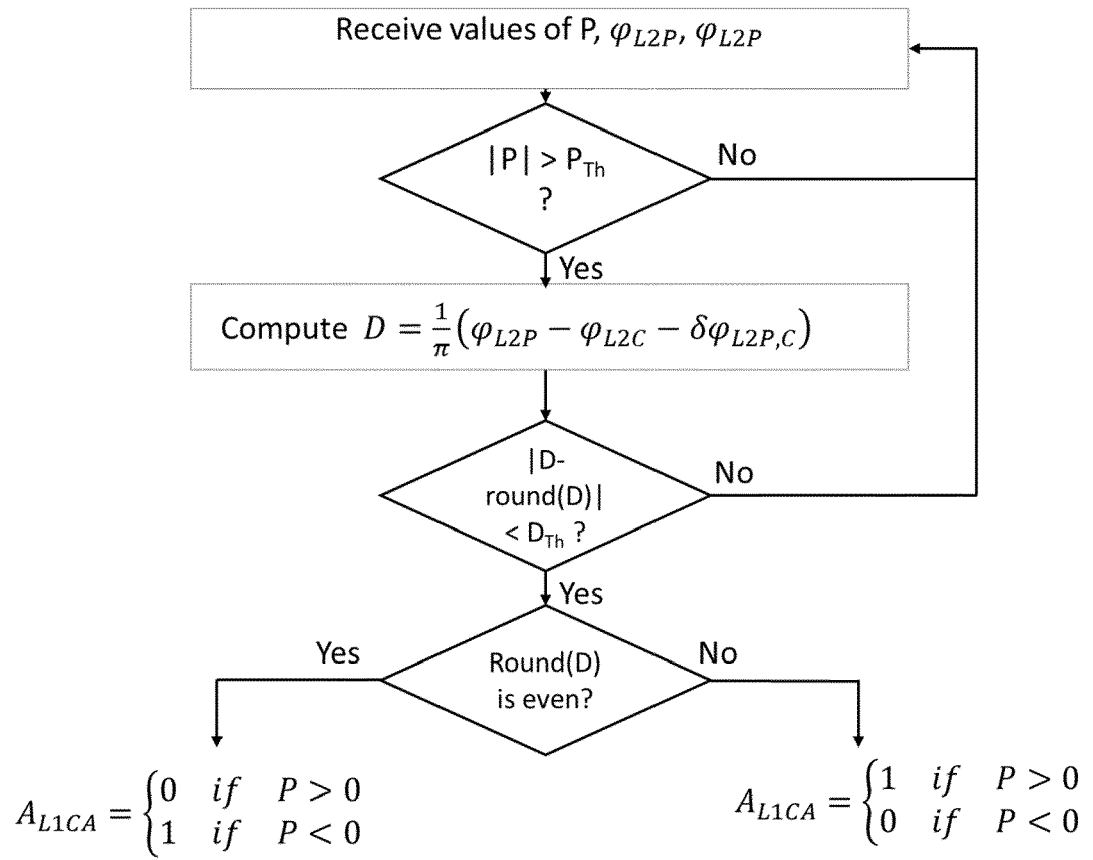 Receive values of P, φ_L2P, φ_L2P
|P| > P_Th
?
No
Yes
Compute D = 1/π (φ_L2P − φ_L2C − δφ_L2P,C)
|D-
round(D)|
< D_Th ?
No
Yes
Round(D)
is even?
Yes
No
A_L1CA = {0 if P > 0
1 if P < 0
A_L1CA = {1 if P > 0
0 if P < 0